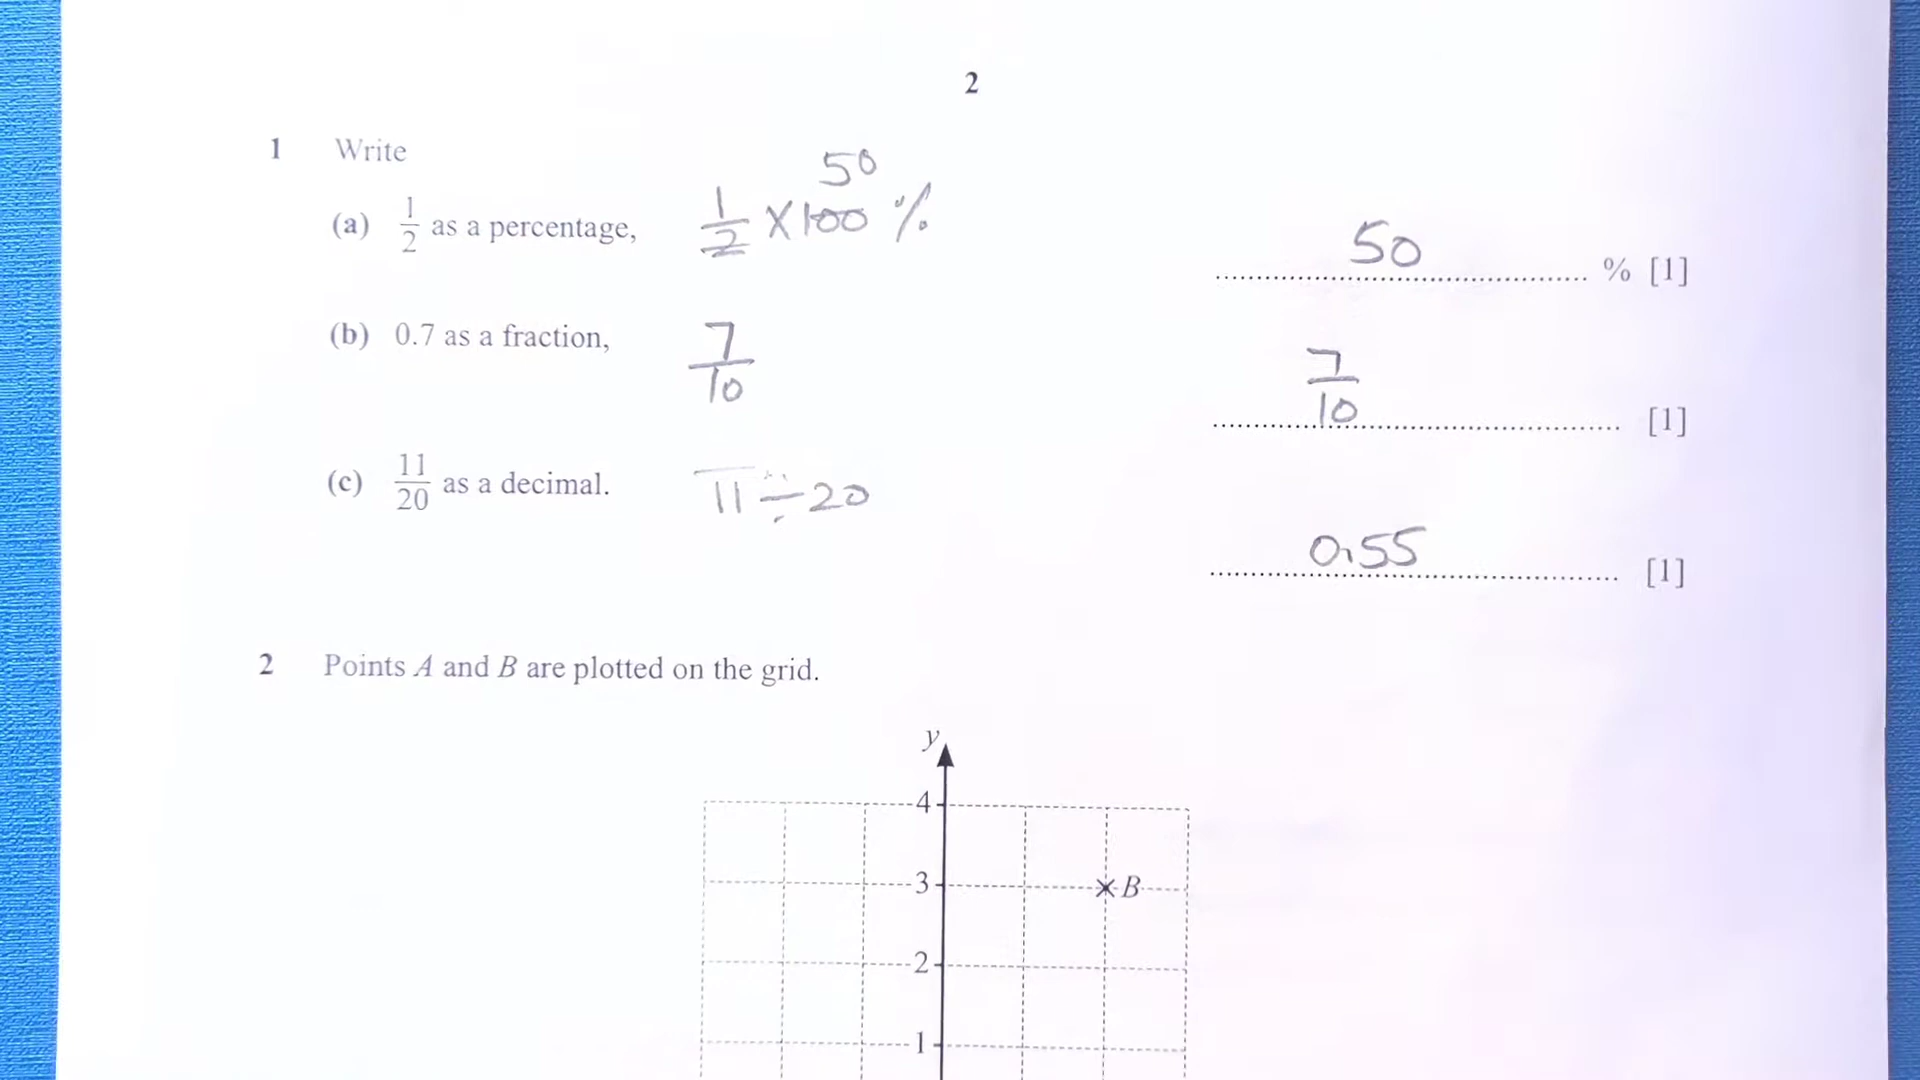 2
1 Write
50
(a) 1/2 as a percentage, 1/2 × 100 %
50 % [1]
(b) 0.7 as a fraction, 7/10
7/10 [1]
(c) 11/20 as a decimal. 11 ÷ 20
0.55 [1]
2 Points A and B are plotted on the grid.
y
4
3 B
2
1